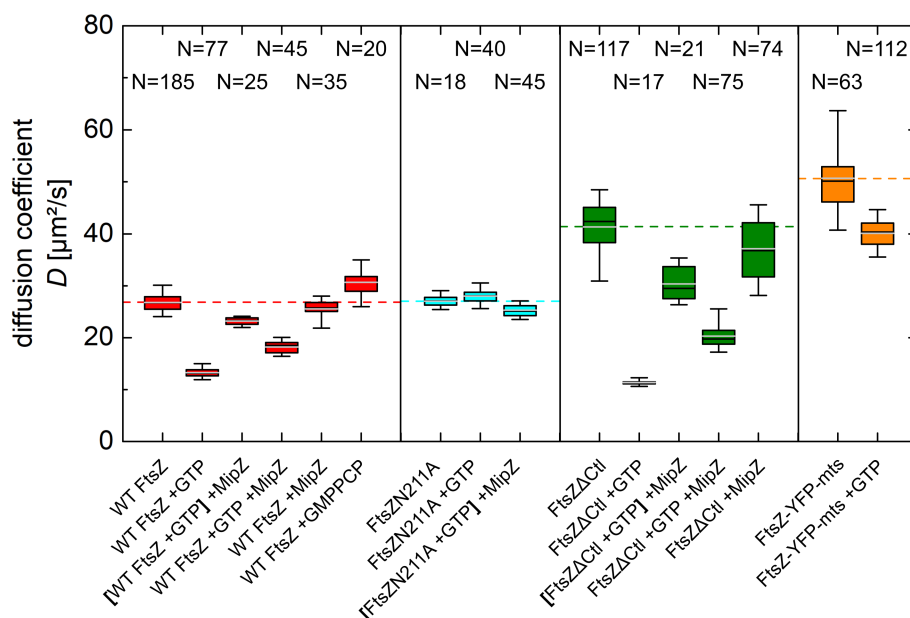 80
60
40
20
0
diffusion coefficient
D [µm²/s]
N=77 N=45 N=20 N=40 N=117 N=21 N=74 N=112
N=185 N=25 N=35 N=18 N=45 N=17 N=75 N=63
WT FtsZ
WT FtsZ +GTP
[WT FtsZ +GTP] +MipZ
WT FtsZ +GTP +MipZ
WT FtsZ +MipZ
WT FtsZ +GMPPCP
FtsZN211A
FtsZN211A +GTP
[FtsZN211A +GTP] +MipZ
FtsZΔCtl
FtsZΔCtl +GTP
[FtsZΔCtl +GTP] +MipZ
FtsZΔCtl +GTP +MipZ
FtsZΔCtl +MipZ
FtsZ-YFP-mts
FtsZ-YFP-mts +GTP